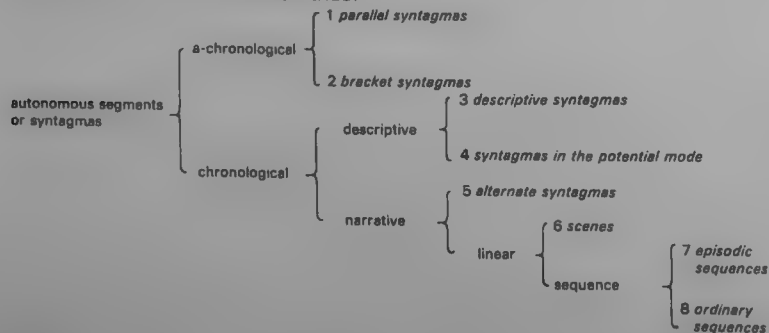 1 parallel syntagmas
a-chronological
2 bracket syntagmas
autonomous segments
or syntagmas
3 descriptive syntagmas
descriptive
4 syntagmas in the potential mode
chronological
5 alternate syntagmas
narrative
6 scenes
linear
7 episodic
sequences
sequence
8 ordinary
sequences